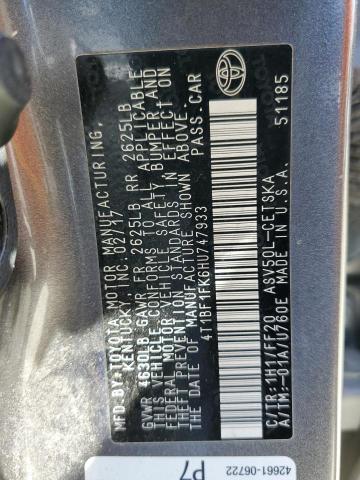 MFD.BY:TOYOTA MOTOR MANUFACTURING,
KENTUCKY, INC. 02/17
GVWR 4630LB GAWR FR 2625LB RR 2625LB
THIS VEHICLE CONFORMS TO ALL APPLICABLE
FEDERAL MOTOR VEHICLE SAFETY, BUMPER, AND
THEFT PREVENTION STANDARDS IN EFFECT ON
THE DATE OF MANUFACTURE SHOWN ABOVE.
4T1BF1FK6HU747933 PASS.CAR
C/TR:1H1/FF20 ASV50L-CETSKA
A/TM:-01A/U760E MADE IN U.S.A. 51185
TOYOTA
42661-06722
P7